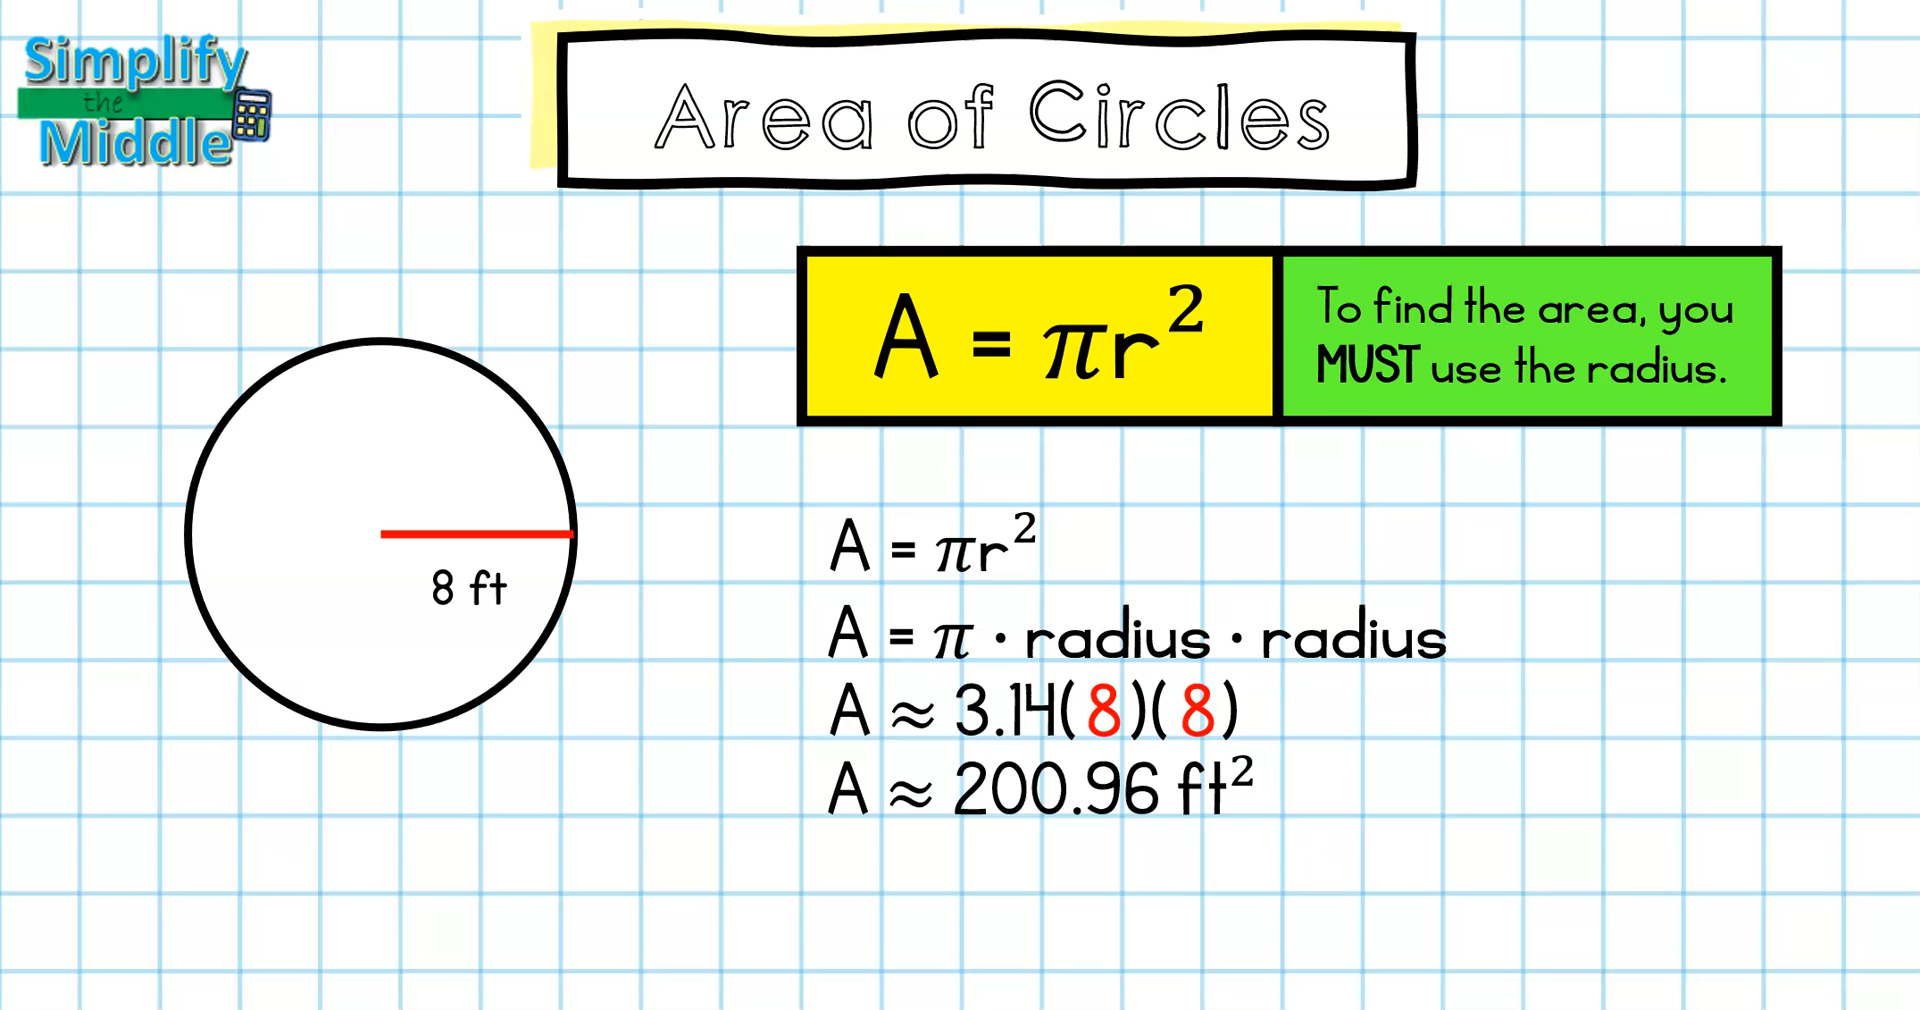 Simplify
the
Middle
Area of Circles
A = πr²
To find the area, you
MUST use the radius.
8 ft
A = πr²
A = π · radius · radius
A ≈ 3.14(8)(8)
A ≈ 200.96 ft²